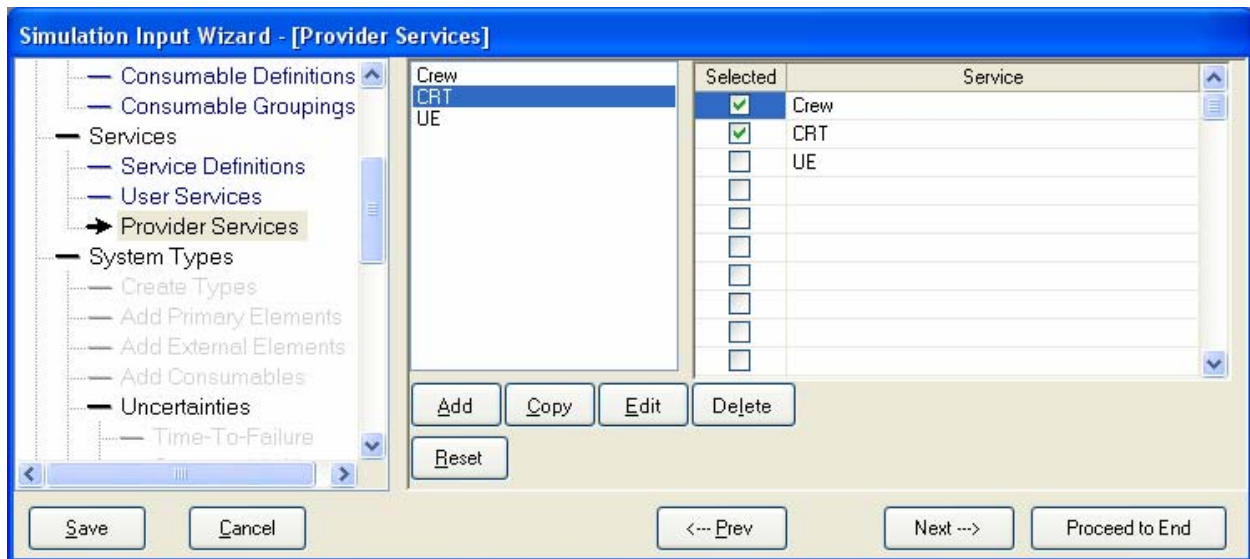 Simulation Input Wizard - [Provider Services]
Consumable Definitions
Consumable Groupings
Services
Service Definitions
User Services
Provider Services
System Types
Create Types
Add Primary Elements
Add External Elements
Add Consumables
Uncertainties
Time-To-Failure
Crew
CRT
UE
Selected Service
Crew
CRT
UE
Add Copy Edit Delete
Reset
Save Cancel <--- Prev Next ---> Proceed to End